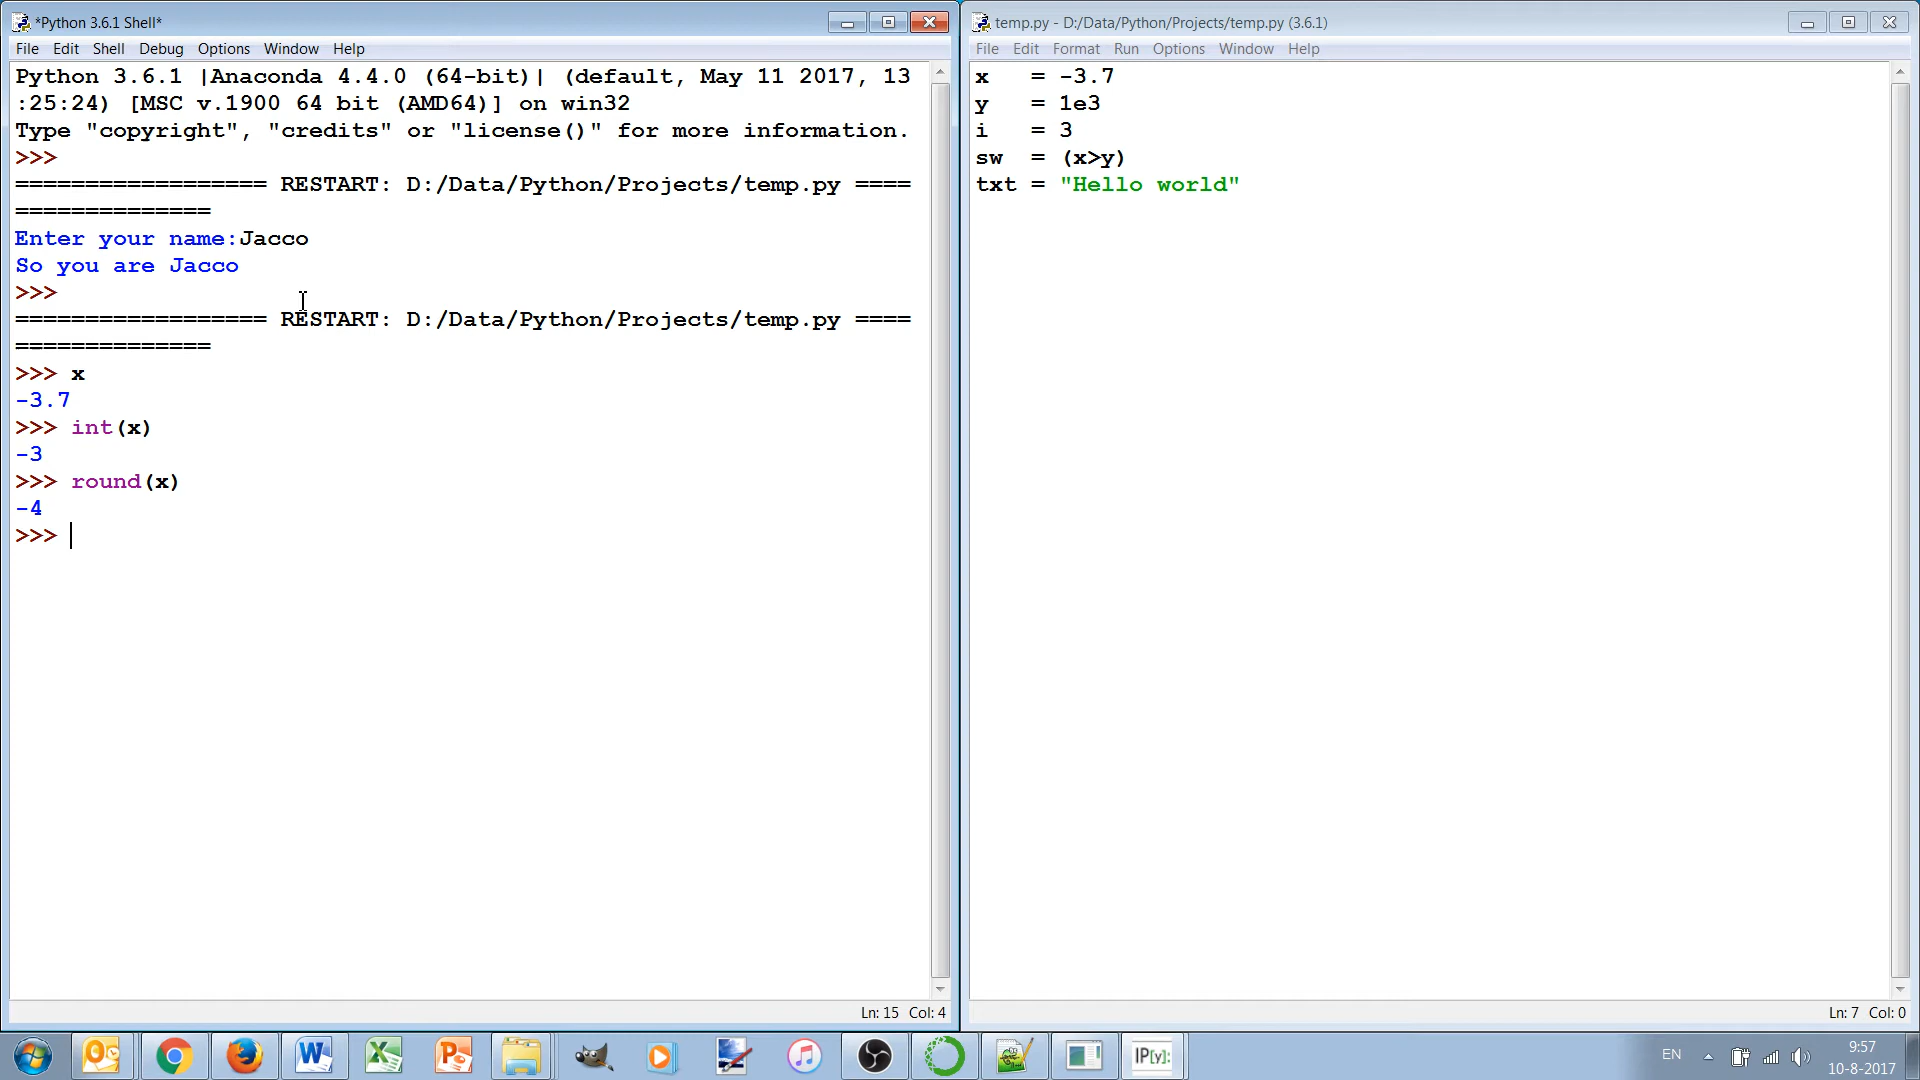 *Python 3.6.1 Shell*
File Edit Shell Debug Options Window Help
Python 3.6.1 |Anaconda 4.4.0 (64-bit)| (default, May 11 2017, 13
:25:24) [MSC v.1900 64 bit (AMD64)] on win32
Type "copyright", "credits" or "license()" for more information.
>>>
================== RESTART: D:/Data/Python/Projects/temp.py ====
==============
Enter your name:Jacco
So you are Jacco
>>>
================== RESTART: D:/Data/Python/Projects/temp.py ====
==============
>>> x
-3.7
>>> int(x)
-3
>>> round(x)
-4
>>>
Ln: 15 Col: 4
temp.py - D:/Data/Python/Projects/temp.py (3.6.1)
File Edit Format Run Options Window Help
x   = -3.7
y   = 1e3
i   = 3
sw  = (x>y)
txt = "Hello world"
Ln: 7 Col: 0
IP[y]:
EN
9:57
10-8-2017